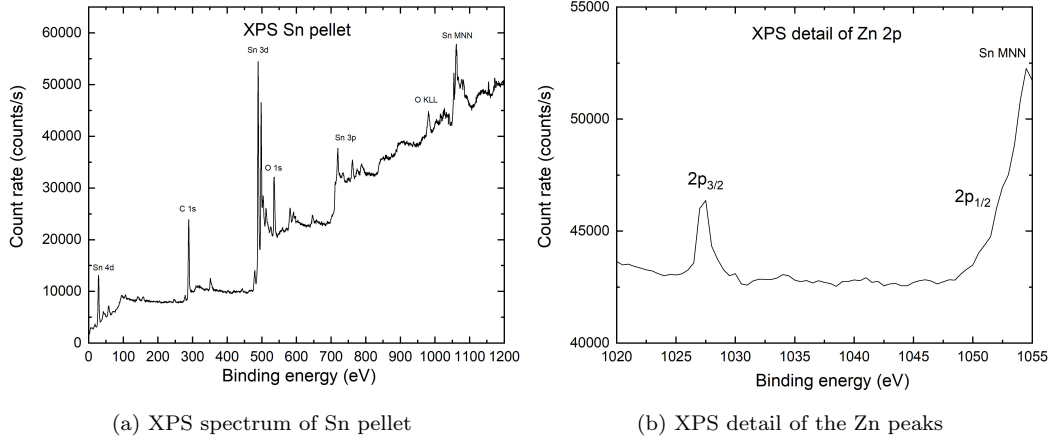 XPS Sn pellet
Count rate (counts/s)
60000
50000
40000
30000
20000
10000
0
Sn 4d
C 1s
Sn 3d
O 1s
Sn 3p
O KLL
Sn MNN
0 100 200 300 400 500 600 700 800 900 1000 1100 1200
Binding energy (eV)
(a) XPS spectrum of Sn pellet
XPS detail of Zn 2p
Count rate (counts/s)
55000
50000
45000
40000
2p3/2
2p1/2
Sn MNN
1020 1025 1030 1035 1040 1045 1050 1055
Binding energy (eV)
(b) XPS detail of the Zn peaks